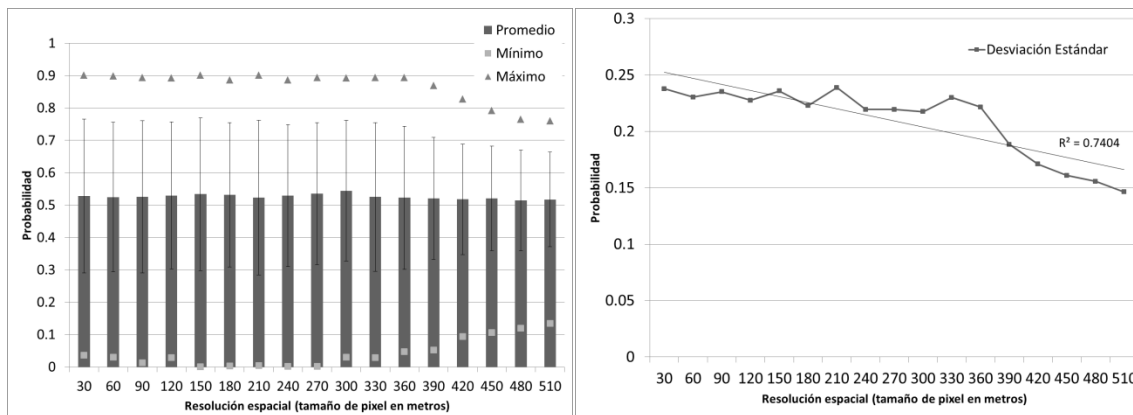 Promedio
Mínimo
Máximo
1
0.9
0.8
0.7
0.6
0.5
0.4
0.3
0.2
0.1
0
Probabilidad
30 60 90 120 150 180 210 240 270 300 330 360 390 420 450 480 510
Resolución espacial (tamaño de pixel en metros)
0.3
0.25
0.2
0.15
0.1
0.05
0
Probabilidad
Desviación Estándar
R² = 0.7404
30 60 90 120 150 180 210 240 270 300 330 360 390 420 450 480 510
Resolución espacial (tamaño de pixel en metros)